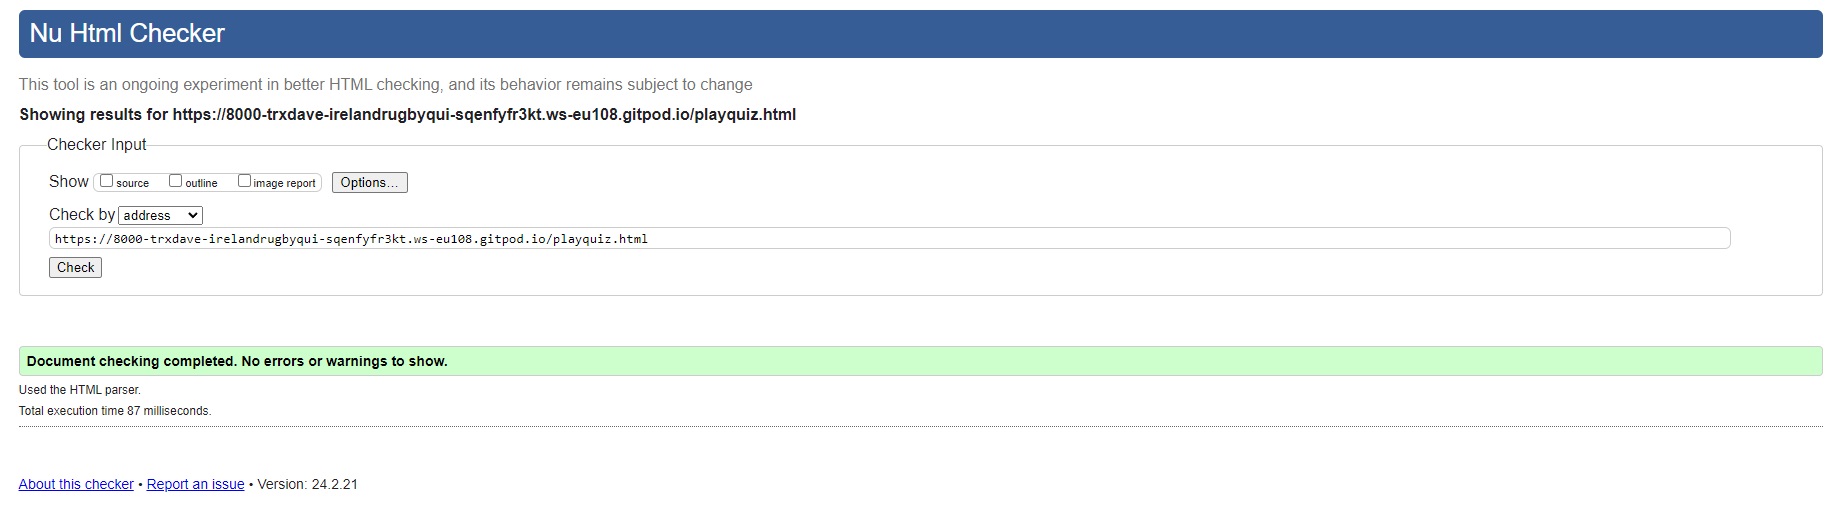 Nu Html Checker
This tool is an ongoing experiment in better HTML checking, and its behavior remains subject to change
Showing results for https://8000-trxdave-irelandrugbyqui-sqenfyfr3kt.ws-eu108.gitpod.io/playquiz.html
Checker Input
Show source outline image report Options...
Check by address
https://8000-trxdave-irelandrugbyqui-sqenfyfr3kt.ws-eu108.gitpod.io/playquiz.html
Check
Document checking completed. No errors or warnings to show.
Used the HTML parser.
Total execution time 87 milliseconds.
About this checker • Report an issue • Version: 24.2.21